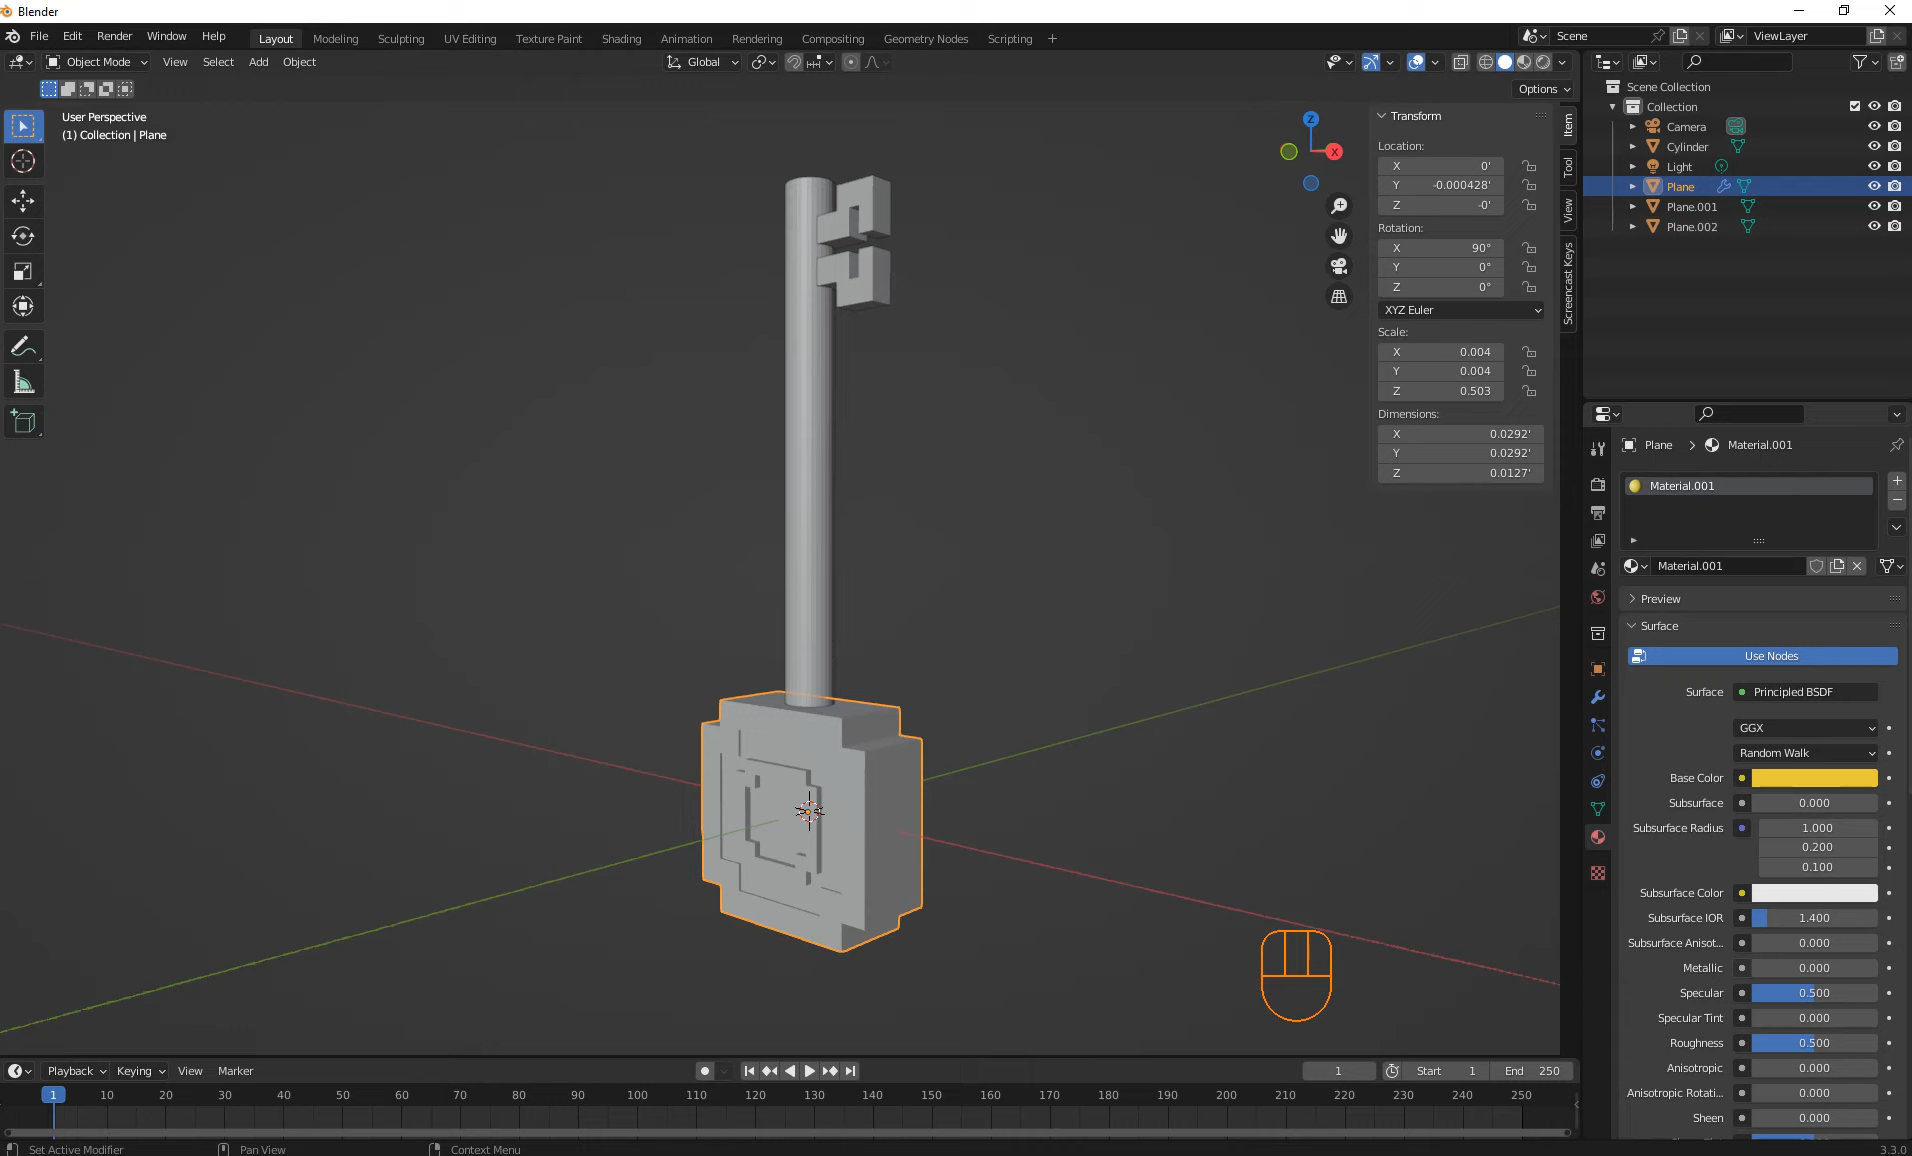 Blender
File Edit Render Window Help Layout Modeling Sculpting UV Editing Texture Paint Shading Animation Rendering Compositing Geometry Nodes Scripting + Scene ViewLayer
Object Mode View Select Add Object Global
Options
User Perspective
(1) Collection | Plane
Z
X
Transform
Location:
X 0'
Y -0.000428'
Z -0'
Rotation:
X 90°
Y 0°
Z 0°
XYZ Euler
Scale:
X 0.004
Y 0.004
Z 0.503
Dimensions:
X 0.0292'
Y 0.0292'
Z 0.0127'
Item
Tool
View
Screencast Keys
Scene Collection
Collection
Camera
Cylinder
Light
Plane
Plane.001
Plane.002
Plane > Material.001
Material.001
Material.001
Preview
Surface
Use Nodes
Surface Principled BSDF
GGX
Random Walk
Base Color
Subsurface 0.000
Subsurface Radius 1.000
0.200
0.100
Subsurface Color
Subsurface IOR 1.400
Subsurface Anisot... 0.000
Metallic 0.000
Specular 0.500
Specular Tint 0.000
Roughness 0.500
Anisotropic 0.000
Anisotropic Rotati... 0.000
Sheen 0.000
Playback Keying View Marker 1 Start 1 End 250
1 10 20 30 40 50 60 70 80 90 100 110 120 130 140 150 160 170 180 190 200 210 220 230 240 250
Set Active Modifier Pan View Context Menu 3.3.0